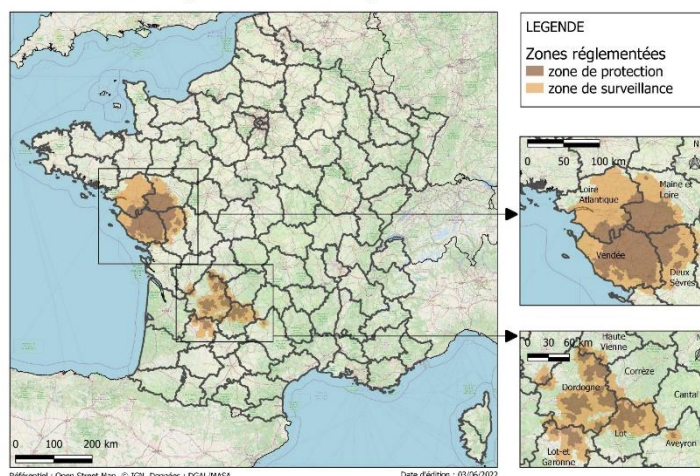 LEGENDE
Zones réglementées
zone de protection
zone de surveillance
0 50 100 km
N
Loire
Atlantique
Maine et
Loire
Vendée
Deux
Sèvres
0 30 60 km
Haute
Vienne
Corrèze
Dordogne
Cantal
Lot
Aveyron
Lot-et
Garonne
0 100 200 km
Référentiel : Open Street Map, © IGN, Données : DGAL/MASA
Date d'édition : 03/06/2022